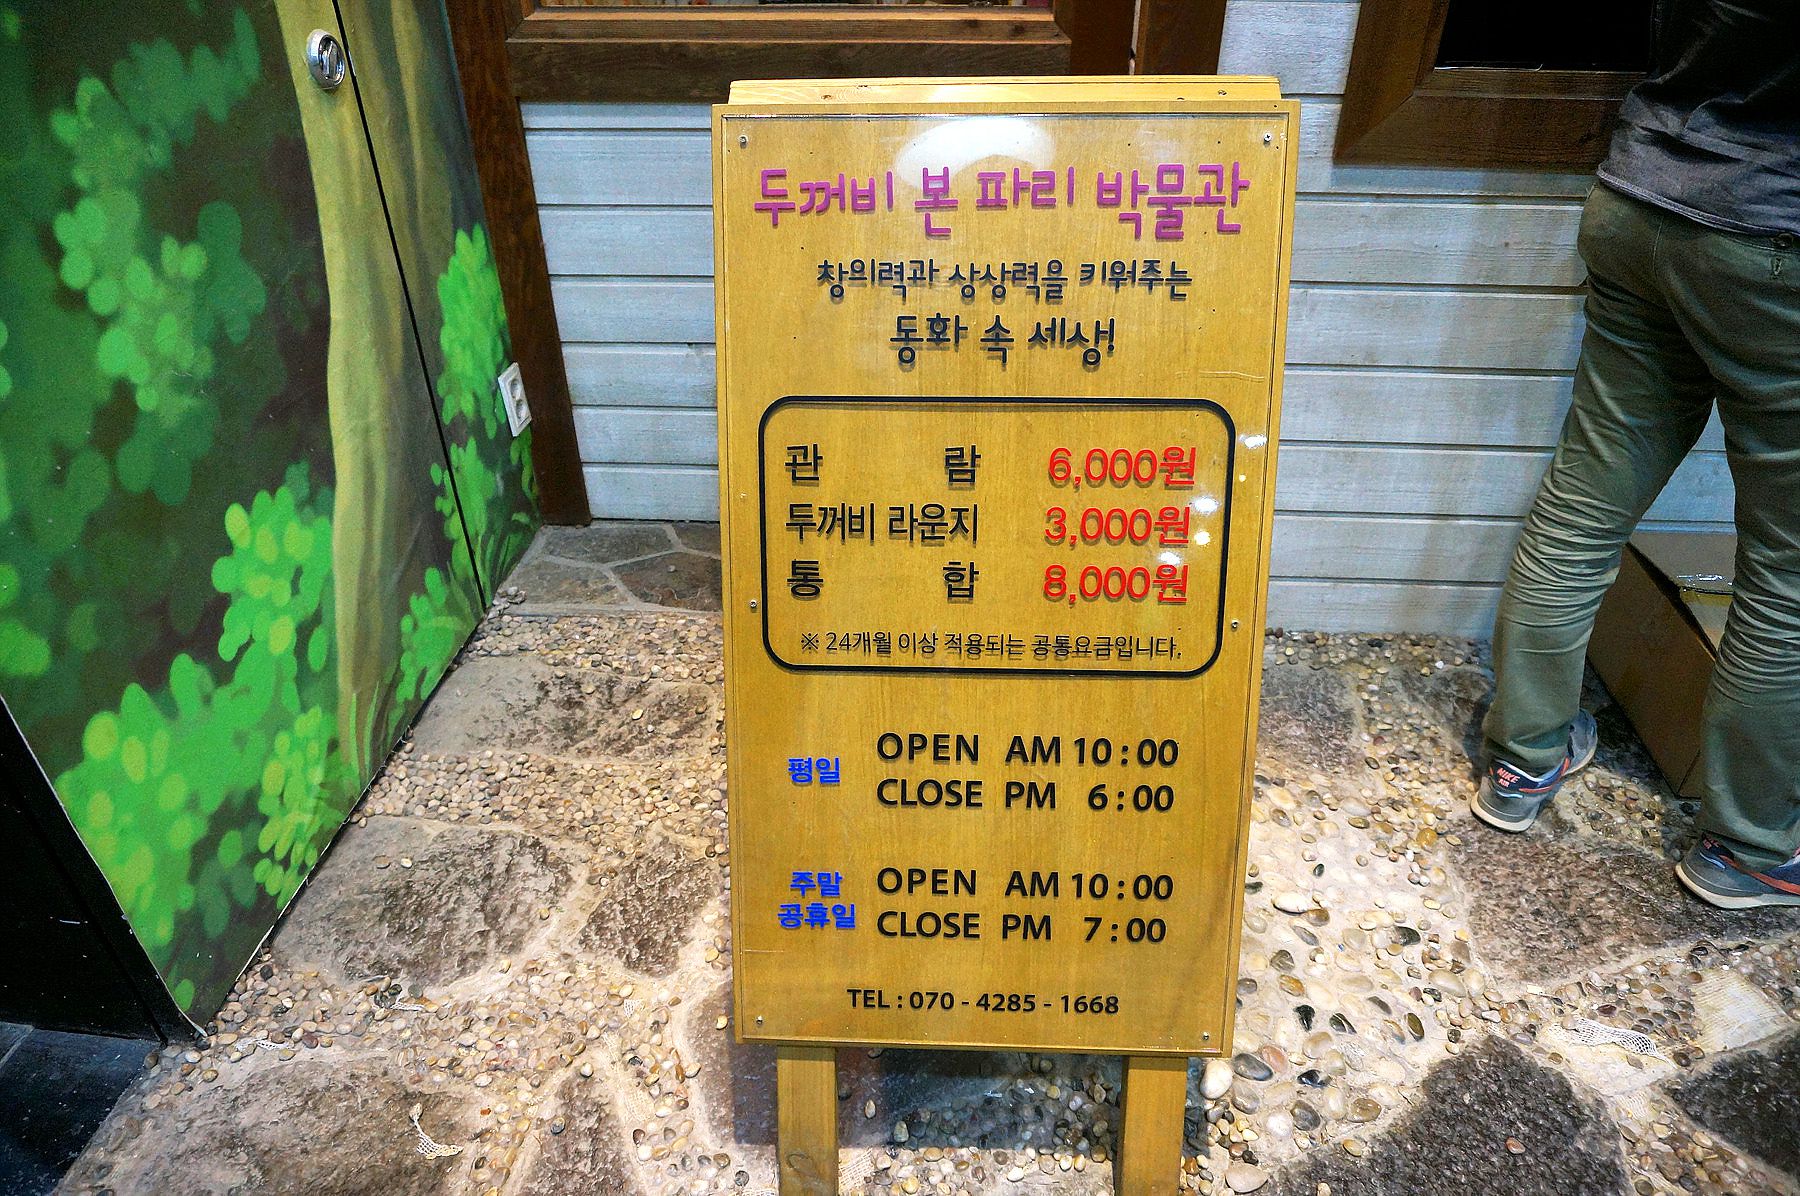 두꺼비 본 파리 박물관
창의력과 상상력을 키워주는
동화 속 세상!
관 람 6,000원
두꺼비 라운지 3,000원
통 합 8,000원
※ 24개월 이상 적용되는 공통요금입니다.
평일
OPEN AM 10 : 00
CLOSE PM 6 : 00
주말
공휴일
OPEN AM 10 : 00
CLOSE PM 7 : 00
TEL : 070 - 4285 - 1668
NIKE